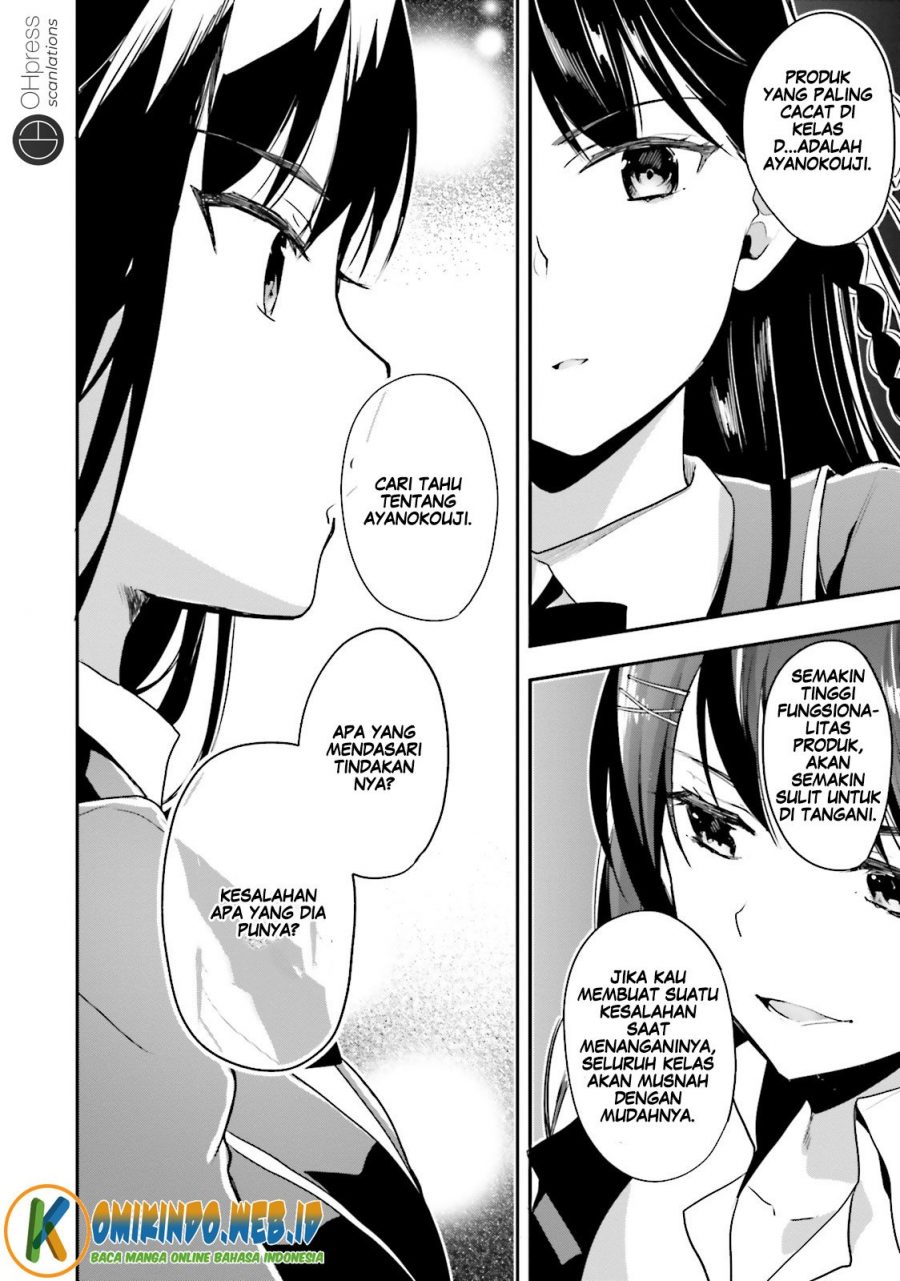 OHpress
scanlations
PRODUK
YANG PALING
CACAT DI
KELAS
D...ADALAH
AYANOKOUJI.
SEMAKIN
TINGGI
FUNGSIONA-
LITAS
PRODUK,
AKAN
SEMAKIN
SULIT UNTUK
DI TANGANI.
JIKA KAU
MEMBUAT SUATU
KESALAHAN
SAAT
MENANGANINYA,
SELURUH KELAS
AKAN MUSNAH
DENGAN
MUDAHNYA.
CARI TAHU
TENTANG
AYANOKOUJI.
APA YANG
MENDASARI
TINDAKAN
NYA?
KESALAHAN
APA YANG DIA
PUNYA?
KOMIKINDO.WEB.ID
BACA MANGA ONLINE BAHASA INDONESIA